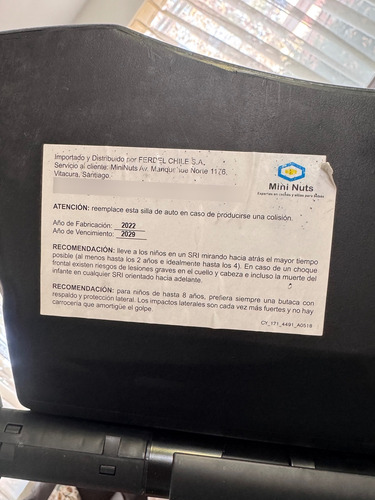 Importado y Distribuido por FERDEL CHILE S.A.
Servicio al cliente: MiniNuts Av. Manquehue Norte 1176.
Vitacura, Santiago
Mini Nuts
Expertos en coches y sillas para bebés
ATENCIÓN: reemplace esta silla de auto en caso de producirse una colisión.
Año de Fabricación: 2022
Año de Vencimiento: 2029
RECOMENDACIÓN: lleve a los niños en un SRI mirando hacia atrás el mayor tiempo
posible (al menos hasta los 2 años e idealmente hasta los 4). En caso de un choque
frontal existen riesgos de lesiones graves en el cuello y cabeza e incluso la muerte del
infante en cualquier SRI orientado hacia adelante.
RECOMENDACIÓN: para niños de hasta 8 años, prefiera siempre una butaca con
respaldo y protección lateral. Los impactos laterales son cada vez más fuertes y no hay
carrocería que amortigüe el golpe.
CY_171_4491_A0518